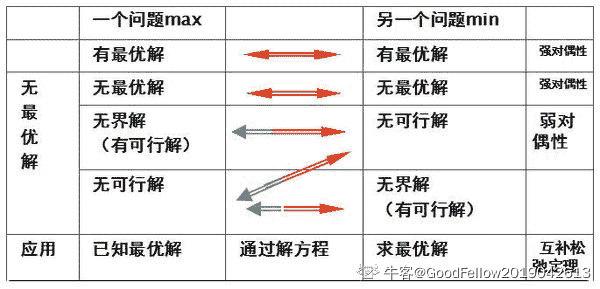 一个问题max 另一个问题min
有最优解 有最优解 强对偶性
无最优解 无最优解 强对偶性
无
最
优
解
无界解
（有可行解）
无可行解
弱对
偶性
无可行解
无界解
（有可行解）
应用 已知最优解 通过解方程 求最优解 互补松
弛定理
牛客@GoodFellow2019042613